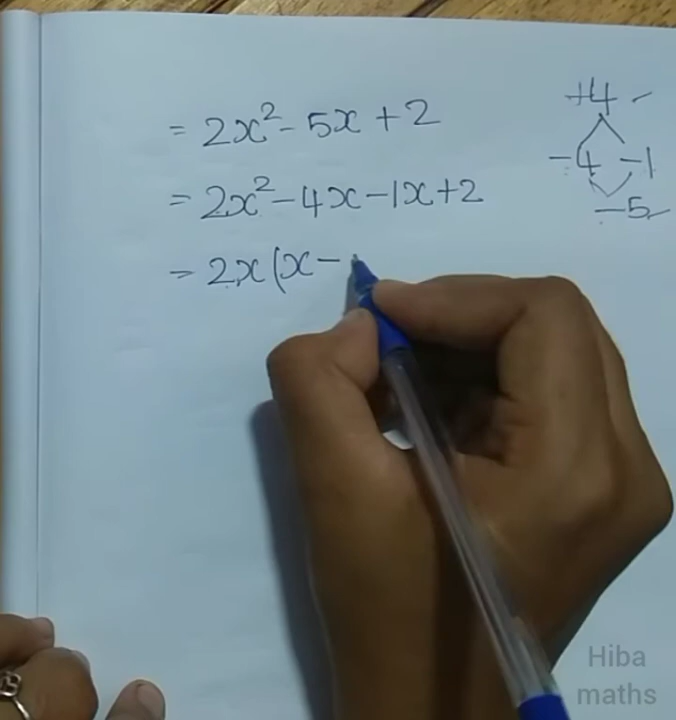 = 2x² - 5x + 2
= 2x² - 4x - 1x + 2
= 2x(x -
+4
-4 -1
-5
Hiba
maths